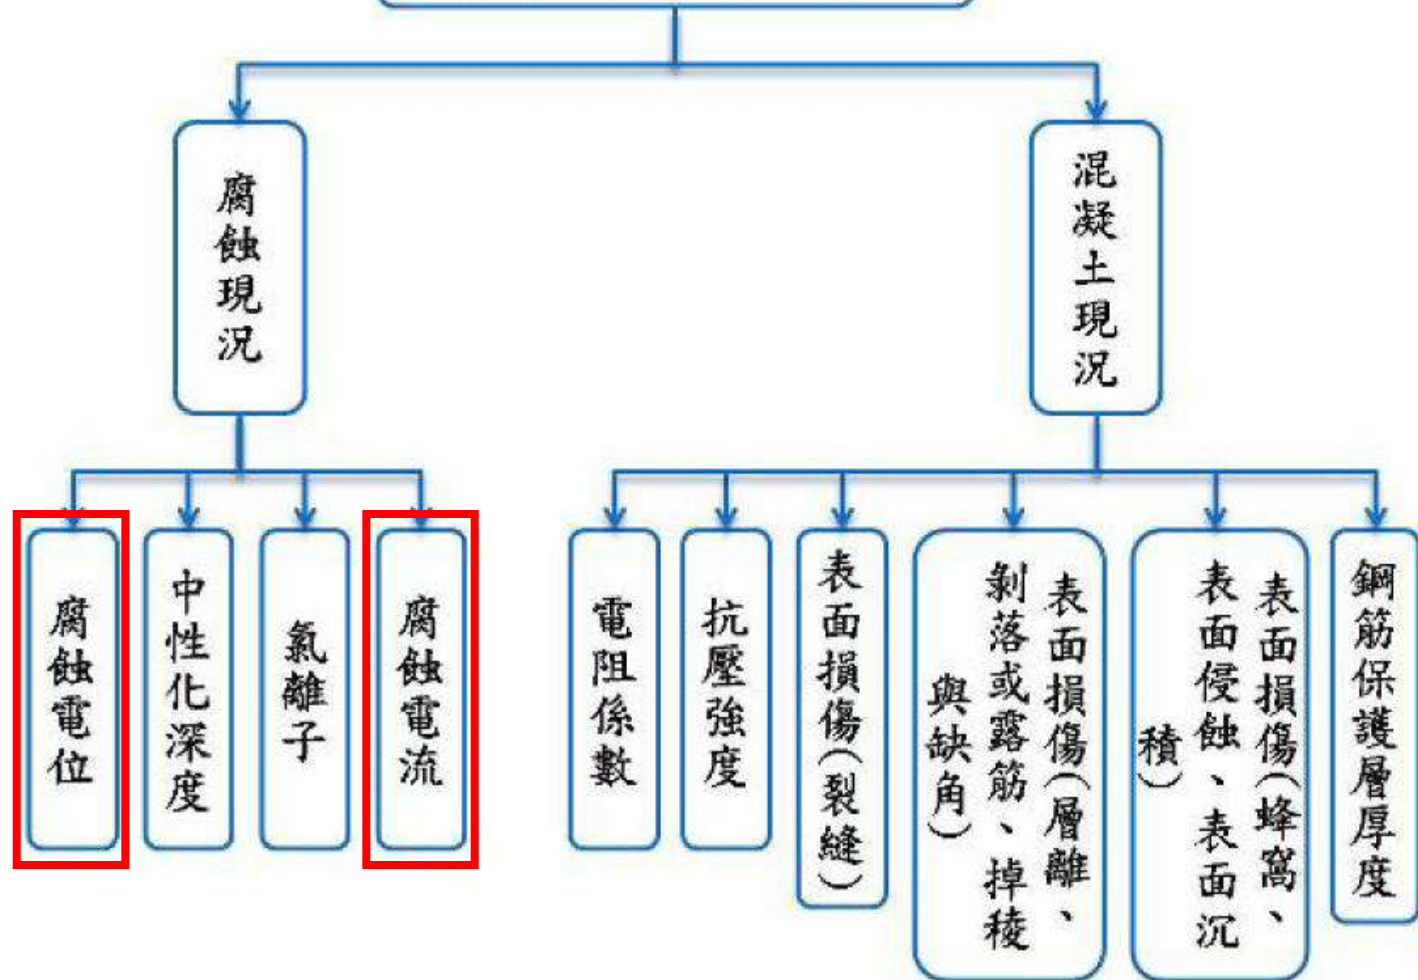 腐蝕現況
混凝土現況
腐蝕電位
中性化深度
氯離子
腐蝕電流
電阻係數
抗壓強度
表面損傷(裂縫)
表面損傷(層離、
剝落或露筋、掉稜
與缺角)
表面損傷(蜂窩、
表面侵蝕、表面沉
積)
鋼筋保護層厚度